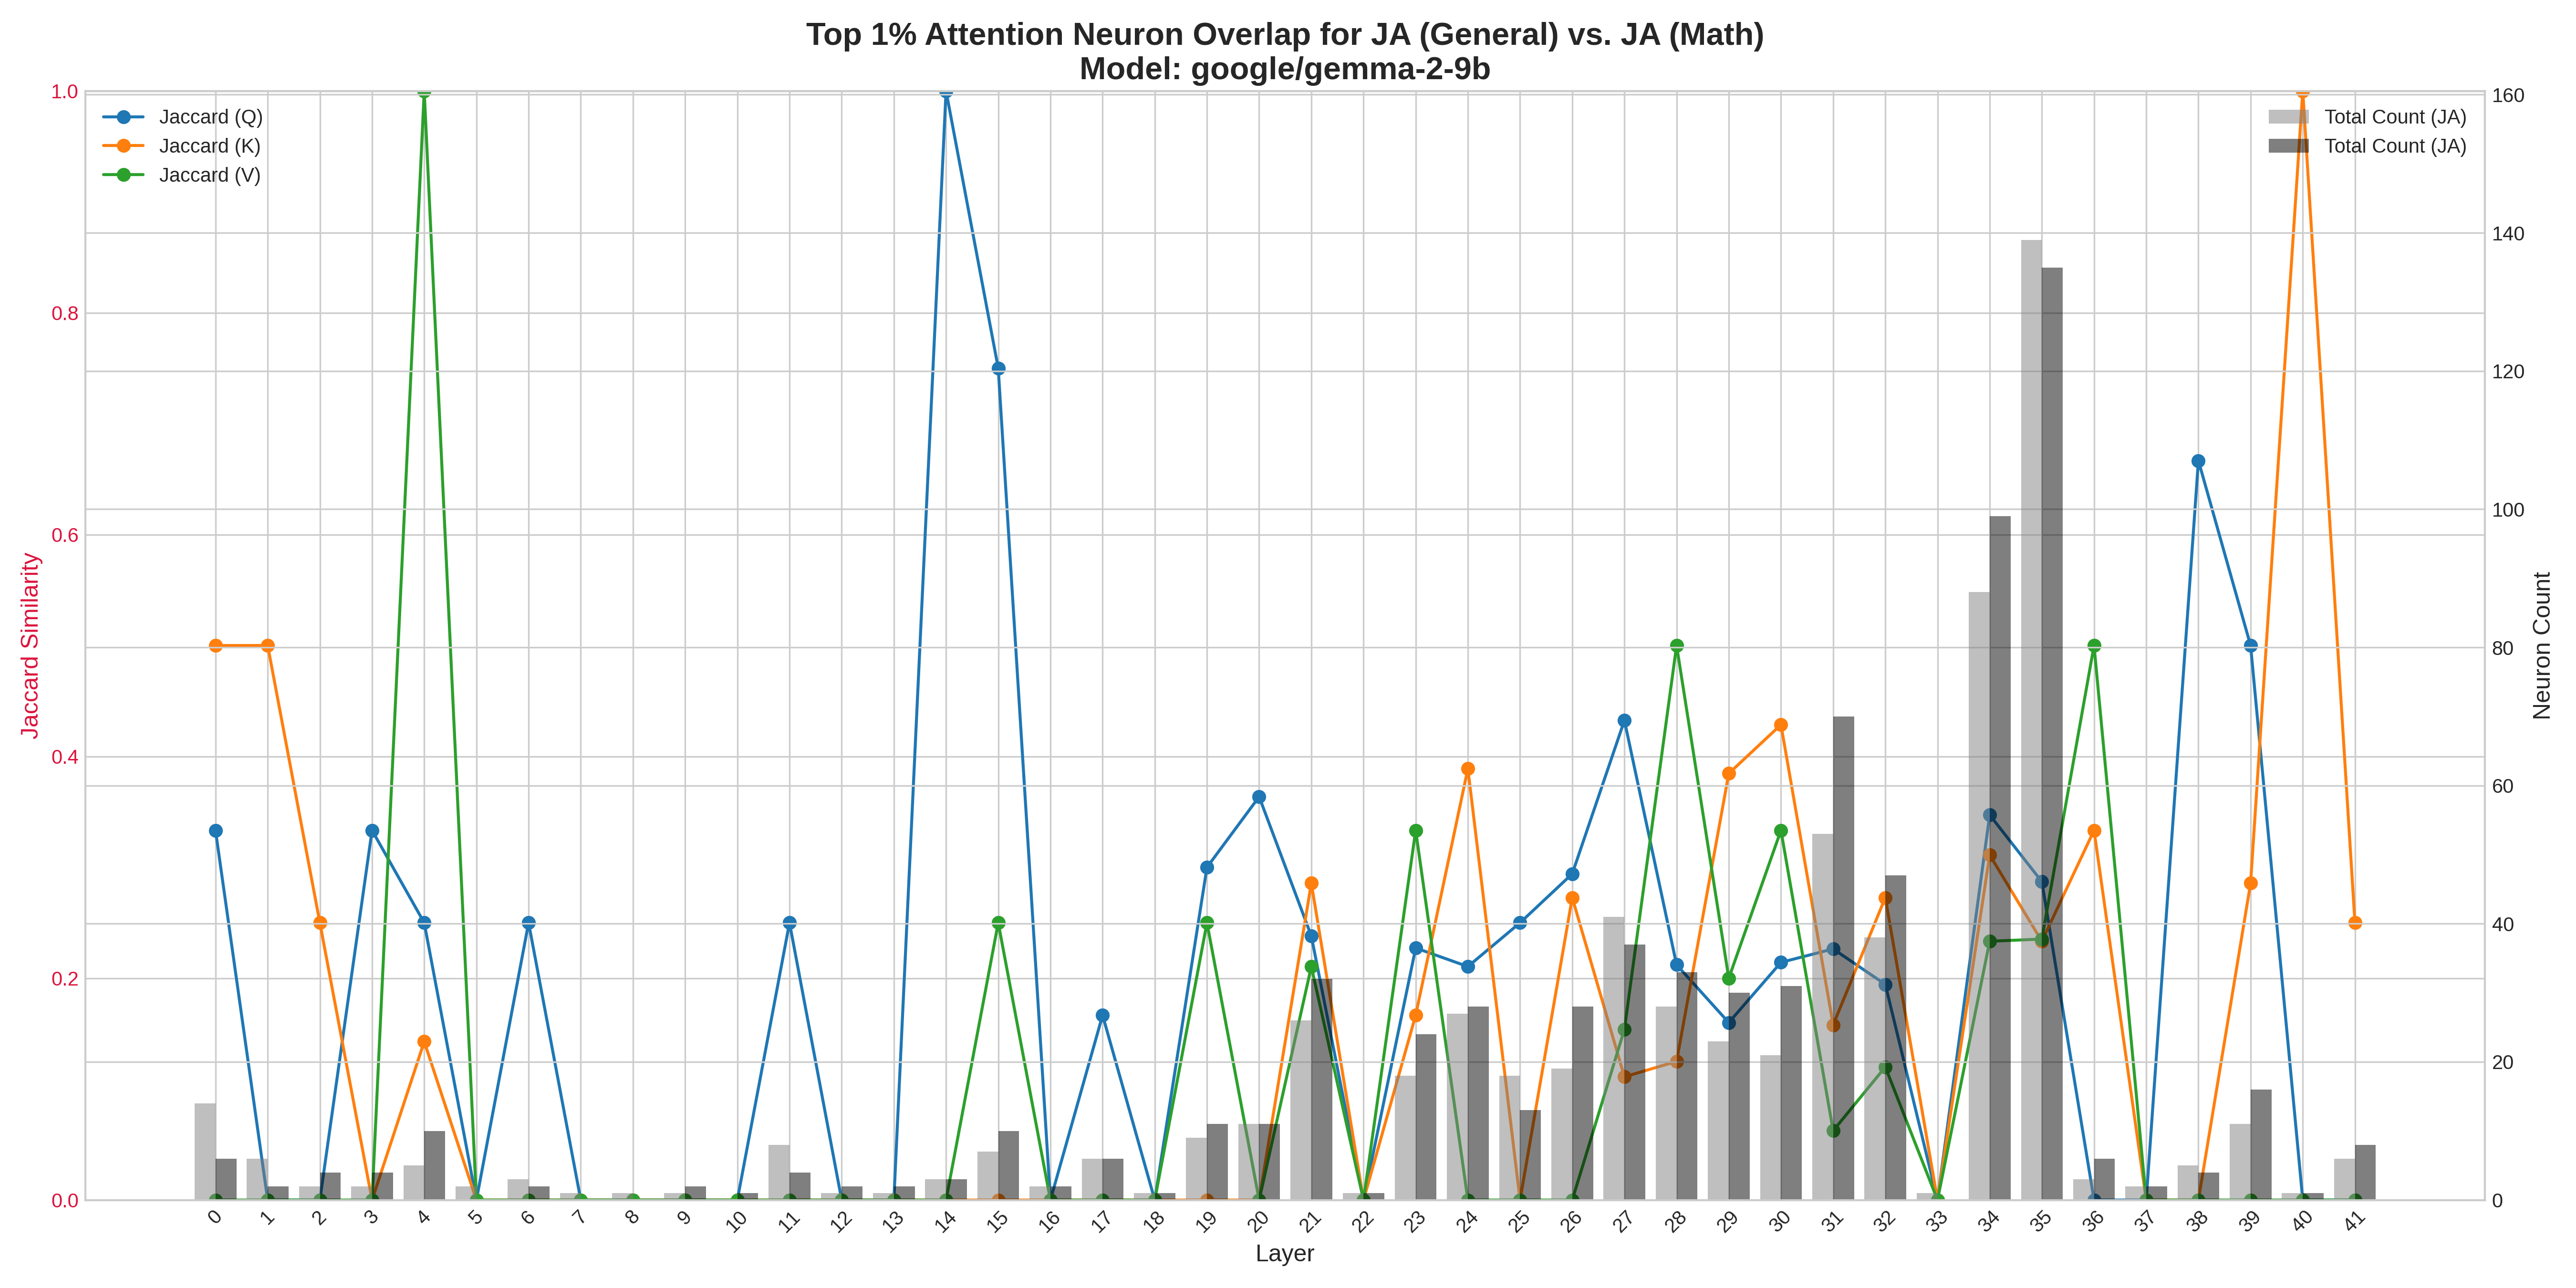 Top 1% Attention Neuron Overlap for JA (General) vs. JA (Math)
Model: google/gemma-2-9b
Jaccard (Q)
Jaccard (K)
Jaccard (V)
Total Count (JA)
Total Count (JA)
1.0
0.8
0.6
0.4
0.2
0.0
Jaccard Similarity
160
140
120
100
80
60
40
20
0
Neuron Count
0 1 2 3 4 5 6 7 8 9 10 11 12 13 14 15 16 17 18 19 20 21 22 23 24 25 26 27 28 29 30 31 32 33 34 35 36 37 38 39 40 41
Layer